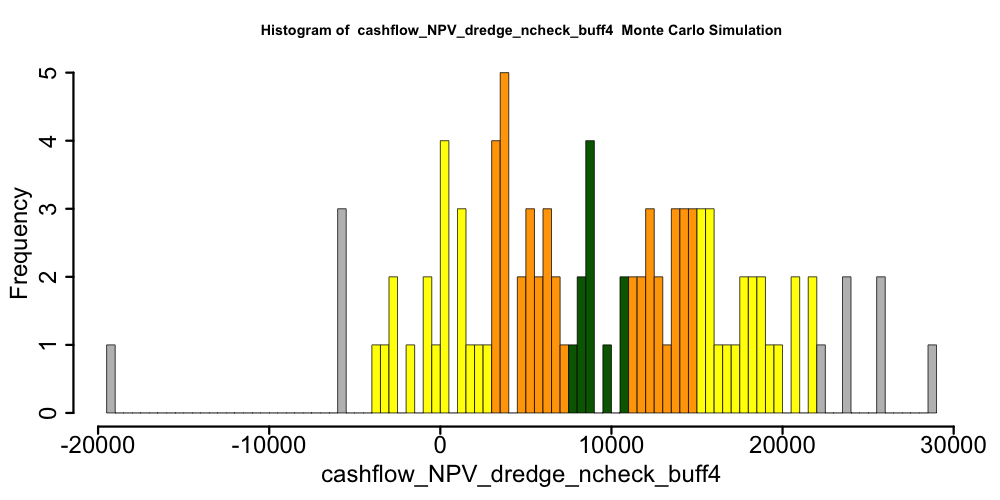 Histogram of cashflow_NPV_dredge_ncheck_buff4 Monte Carlo Simulation
5
4
3
2
1
0
Frequency
-20000 -10000 0 10000 20000 30000
cashflow_NPV_dredge_ncheck_buff4